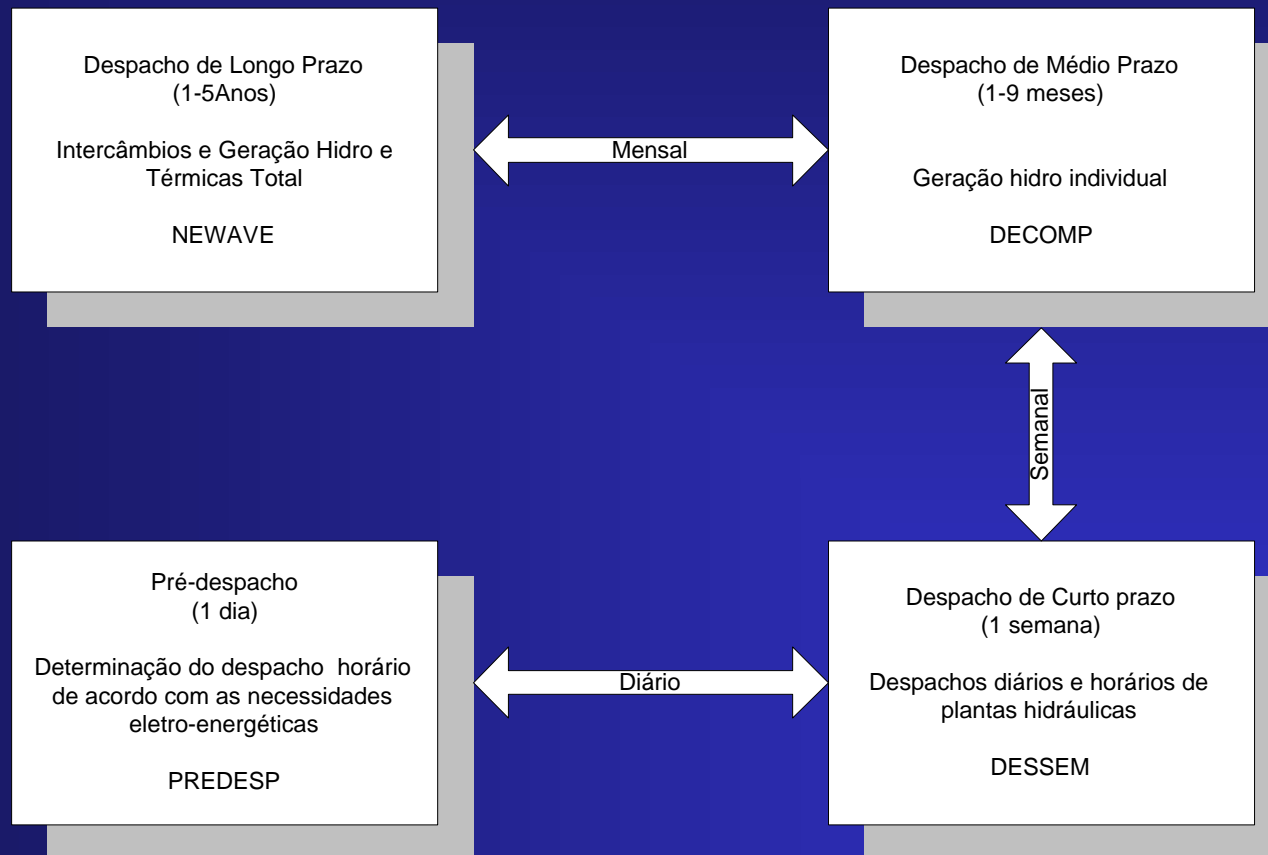 Despacho de Longo Prazo
(1-5Anos)
Intercâmbios e Geração Hidro e
Térmicas Total
NEWAVE
Mensal
Despacho de Médio Prazo
(1-9 meses)
Geração hidro individual
DECOMP
Semanal
Pré-despacho
(1 dia)
Determinação do despacho horário
de acordo com as necessidades
eletro-energéticas
PREDESP
Diário
Despacho de Curto prazo
(1 semana)
Despachos diários e horários de
plantas hidráulicas
DESSEM